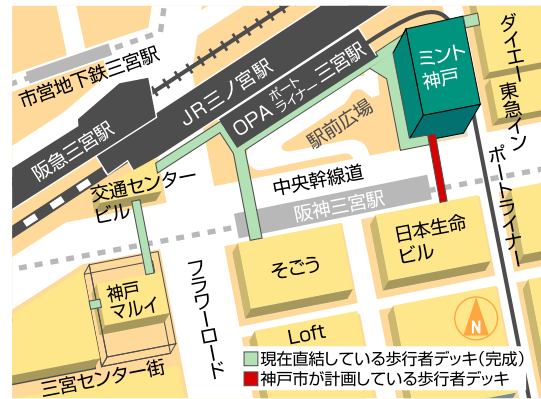 市営地下鉄三宮駅
阪急三宮駅
JR三ノ宮駅
OPA
ポート
ライナー
三宮駅
ミント
神戸
ダイエー
東急イン
駅前広場
ポートライナー
交通センター
ビル
中央幹線道
阪神三宮駅
日本生命
ビル
そごう
神戸
マルイ
フラワーロード
Loft
三宮センター街
N
現在直結している歩行者デッキ(完成)
神戸市が計画している歩行者デッキ